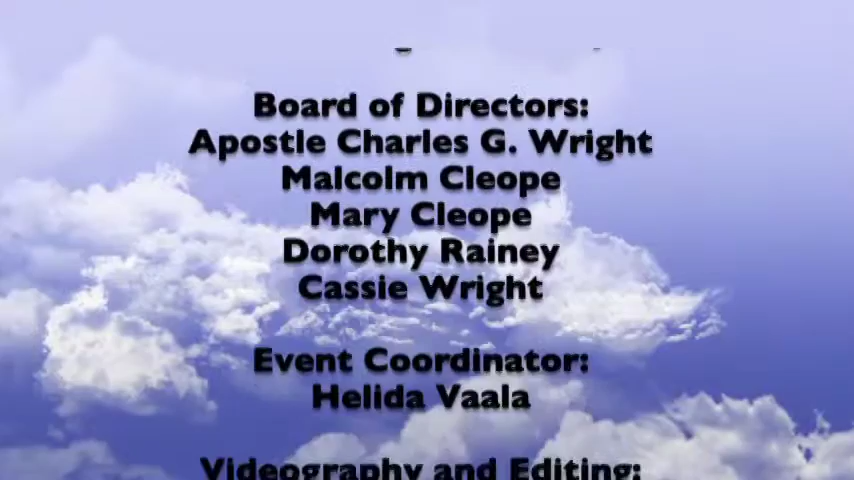 Board of Directors:
Apostle Charles G. Wright
Malcolm Cleope
Mary Cleope
Dorothy Rainey
Cassie Wright
Event Coordinator:
Helida Vaala
Videography and Editing: